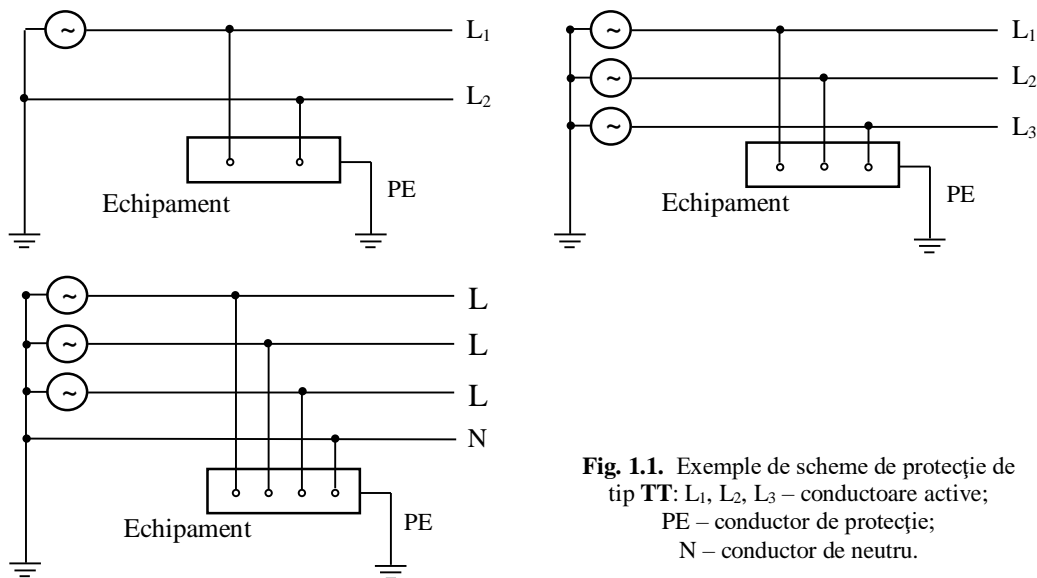 ~
L₁
L₂
PE
Echipament
~
L₁
~
L₂
~
L₃
PE
Echipament
~
L
~
L
~
L
N
PE
Echipament
Fig. 1.1. Exemple de scheme de protecţie de
tip TT: L₁, L₂, L₃ – conductoare active;
PE – conductor de protecţie;
N – conductor de neutru.